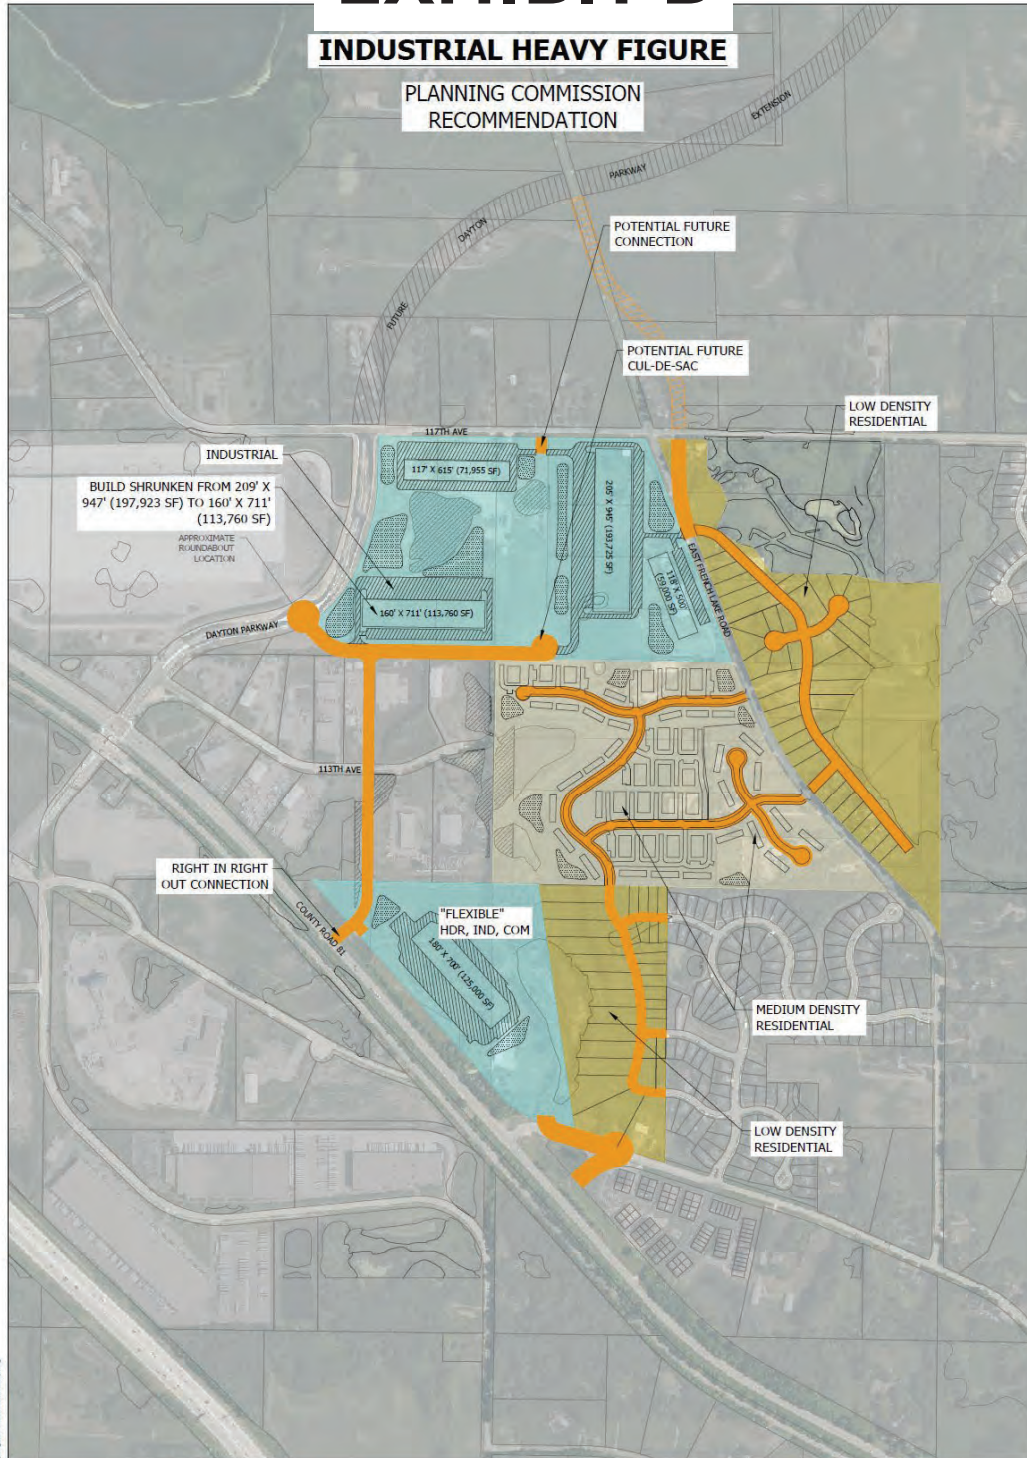 INDUSTRIAL HEAVY FIGURE
PLANNING COMMISSION
RECOMMENDATION
EXTENSION
PARKWAY
DAYTON
FUTURE
POTENTIAL FUTURE
CONNECTION
POTENTIAL FUTURE
CUL-DE-SAC
LOW DENSITY
RESIDENTIAL
117TH AVE
INDUSTRIAL
117' X 615' (71,955 SF)
BUILD SHRUNKEN FROM 209' X
947' (197,923 SF) TO 160' X 711'
(113,760 SF)
205' X 945' (193,725 SF)
APPROXIMATE
ROUNDABOUT
LOCATION
EAST FRENCH LAKE ROAD
118' X 500'
(59,000 SF)
160' X 711' (113,760 SF)
DAYTON PARKWAY
113TH AVE
RIGHT IN RIGHT
OUT CONNECTION
COUNTY ROAD 81
"FLEXIBLE"
HDR, IND, COM
180' X 700' (125,000 SF)
MEDIUM DENSITY
RESIDENTIAL
LOW DENSITY
RESIDENTIAL